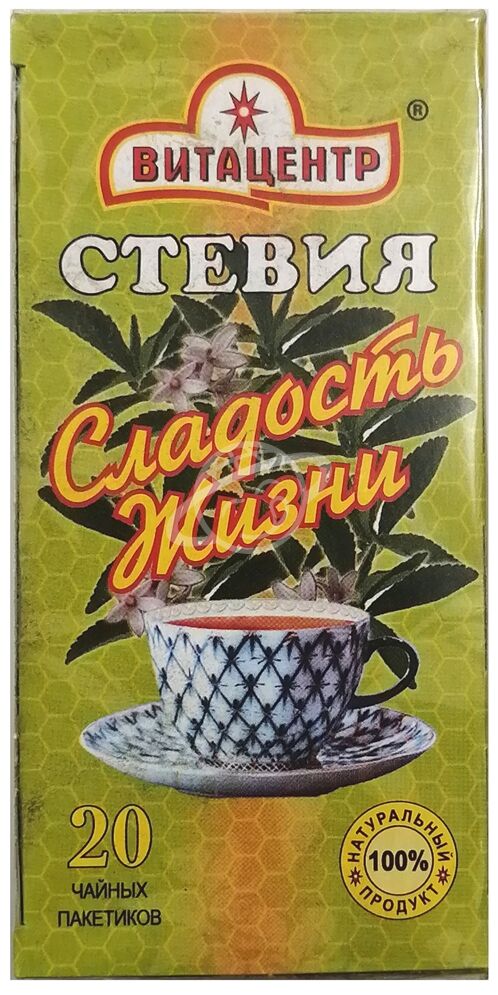 ВИТАЦЕНТР
®
СТЕВИЯ
Сладость
Жизни
20
ЧАЙНЫХ
ПАКЕТИКОВ
НАТУРАЛЬНЫЙ
100%
ПРОДУКТ